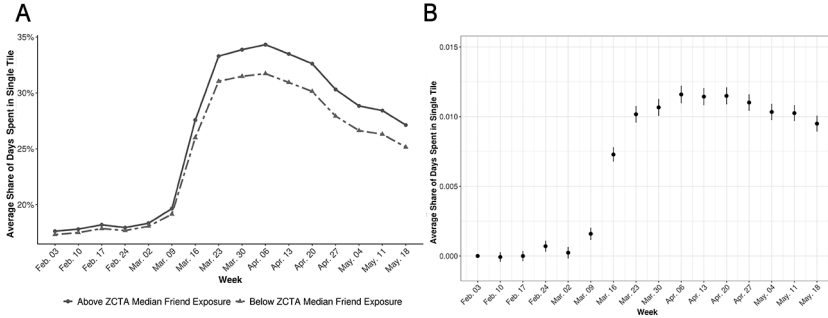 A
Average Share of Days Spent in Single Tile
35%
30%
25%
20%
Feb. 03
Feb. 10
Feb. 17
Feb. 24
Mar. 02
Mar. 09
Mar. 16
Mar. 23
Mar. 30
Apr. 06
Apr. 13
Apr. 20
Apr. 27
May. 04
May. 11
May. 18
Week
Above ZCTA Median Friend Exposure
Below ZCTA Median Friend Exposure
B
Average Share of Days Spent in Single Tile
0.015
0.010
0.005
0.000
Feb. 03
Feb. 10
Feb. 17
Feb. 24
Mar. 02
Mar. 09
Mar. 16
Mar. 23
Mar. 30
Apr. 06
Apr. 13
Apr. 20
Apr. 27
May. 04
May. 11
May. 18
Week